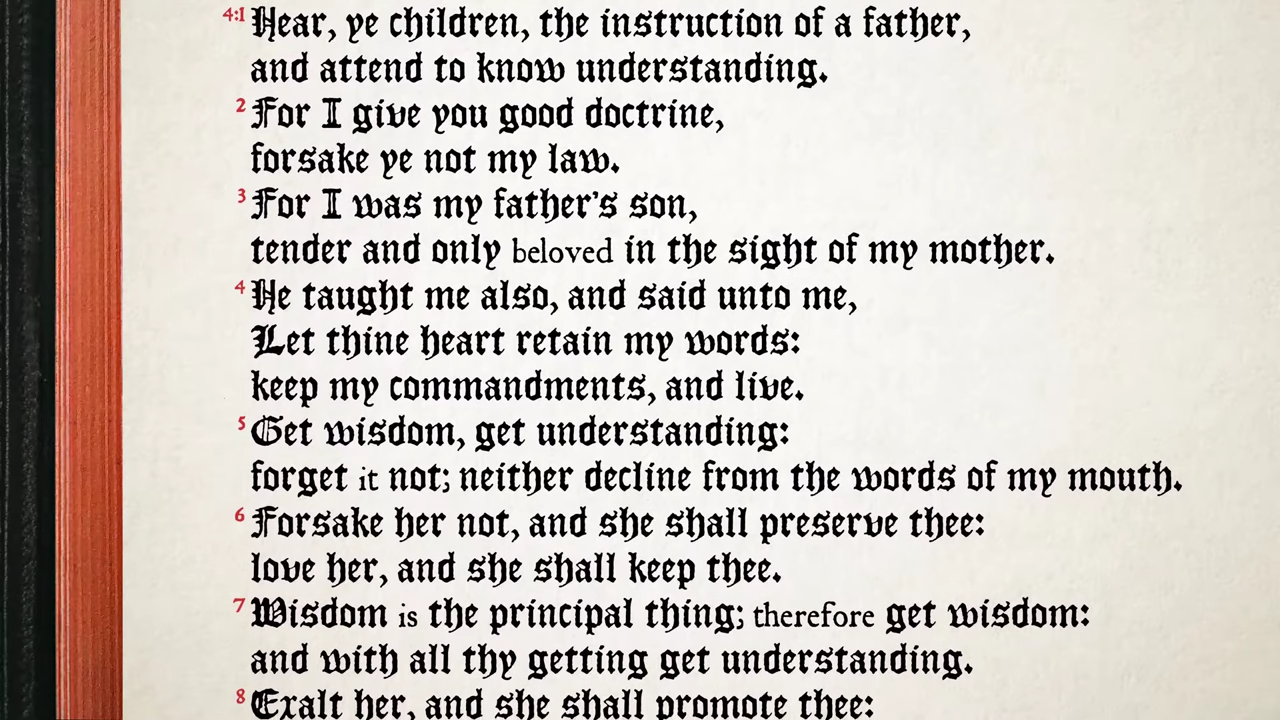 4:1 Hear, ye children, the instruction of a father,
and attend to know understanding.
2 For I give you good doctrine,
forsake ye not my law.
3 For I was my father's son,
tender and only beloved in the sight of my mother.
4 He taught me also, and said unto me,
Let thine heart retain my words:
keep my commandments, and live.
5 Get wisdom, get understanding:
forget it not; neither decline from the words of my mouth.
6 Forsake her not, and she shall preserve thee:
love her, and she shall keep thee.
7 Wisdom is the principal thing; therefore get wisdom:
and with all thy getting get understanding.
8 Exalt her, and she shall promote thee: